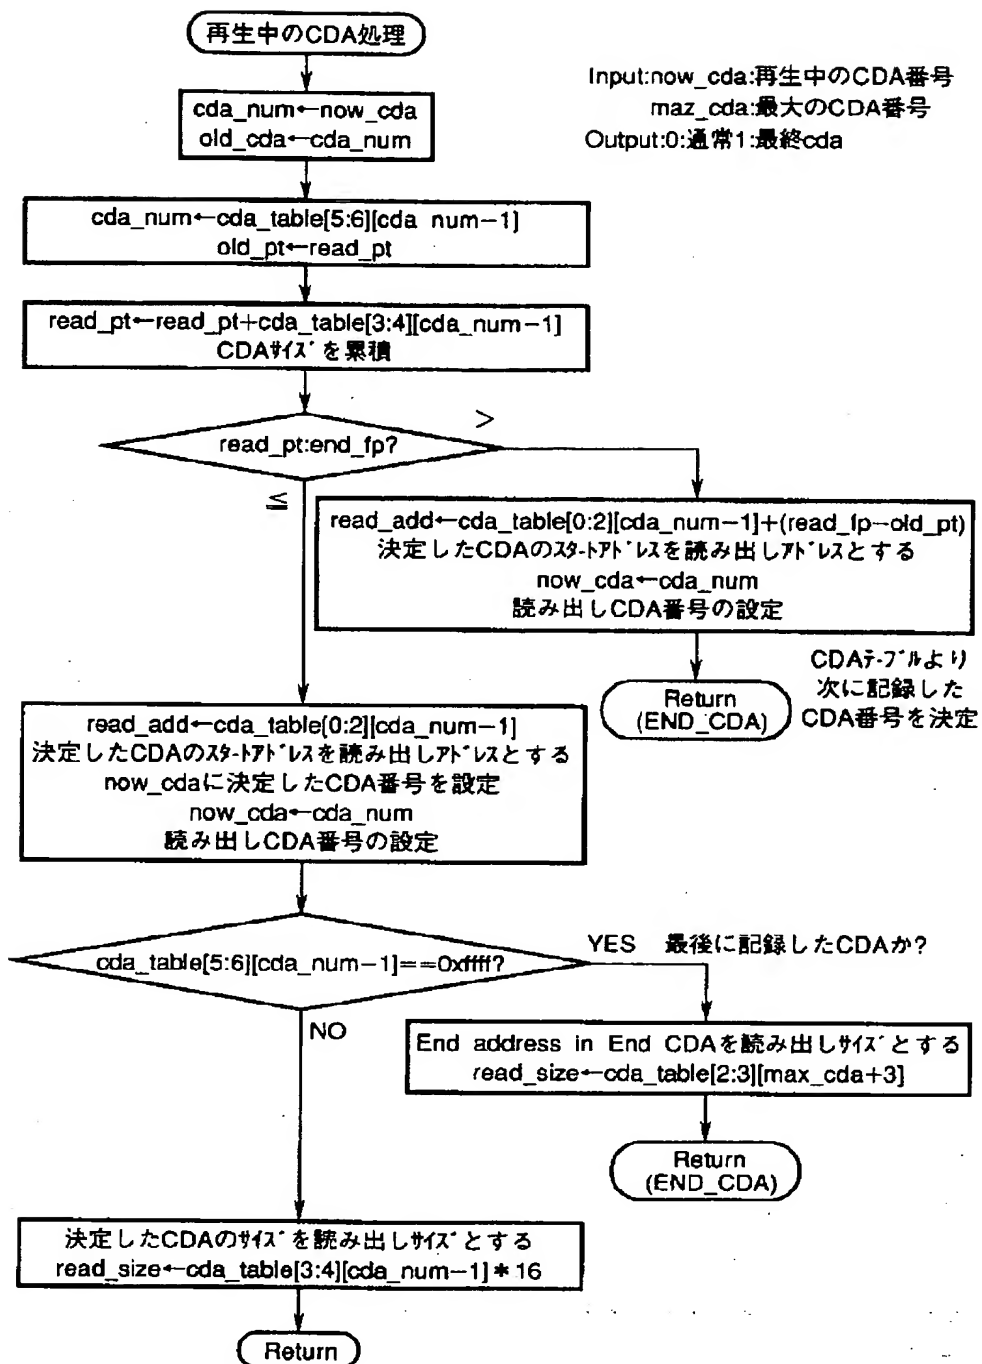 再生中のCDA処理
Input:now_cda:再生中のCDA番号
maz_cda:最大のCDA番号
Output:0:通常1:最終cda
cda_num←now_cda
old_cda←cda_num
cda_num←cda_table[5:6][cda num−1]
old_pt←read_pt
read_pt←read_pt+cda_table[3:4][cda_num−1]
CDAｻｲｽﾞを累積
read_pt:end_fp?
>
≦
read_add←cda_table[0:2][cda_num−1]+(read_fp−old_pt)
決定したCDAのｽﾀｰﾄｱﾄﾞﾚｽを読み出しｱﾄﾞﾚｽとする
now_cda←cda_num
読み出しCDA番号の設定
Return
(END_CDA)
CDAﾃｰﾌﾞﾙより
次に記録した
CDA番号を決定
read_add←cda_table[0:2][cda_num−1]
決定したCDAのｽﾀｰﾄｱﾄﾞﾚｽを読み出しｱﾄﾞﾚｽとする
now_cdaに決定したCDA番号を設定
now_cda←cda_num
読み出しCDA番号の設定
cda_table[5:6][cda_num−1]==0xffff?
YES 最後に記録したCDAか?
NO
End address in End CDAを読み出しｻｲｽﾞとする
read_size←cda_table[2:3][max_cda+3]
Return
(END_CDA)
決定したCDAのｻｲｽﾞを読み出しｻｲｽﾞとする
read_size←cda_table[3:4][cda_num−1]＊16
Return